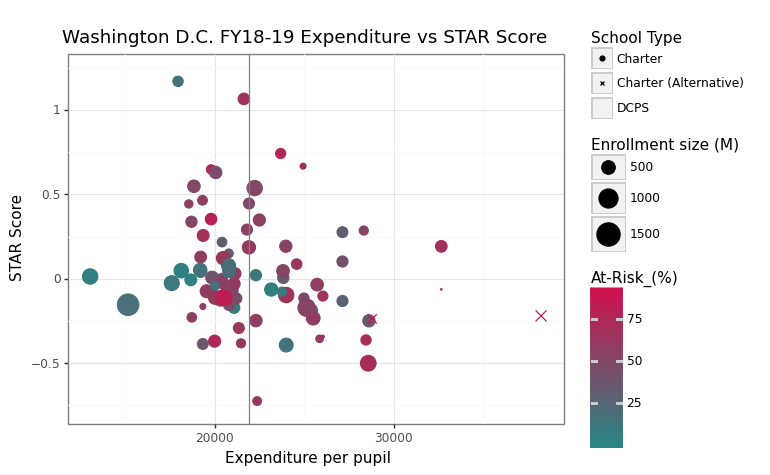 Washington D.C. FY18-19 Expenditure vs STAR Score
STAR Score
1
0.5
0
−0.5
20000
30000
Expenditure per pupil
School Type
Charter
Charter (Alternative)
DCPS
Enrollment size (M)
500
1000
1500
At-Risk_(%)
75
50
25